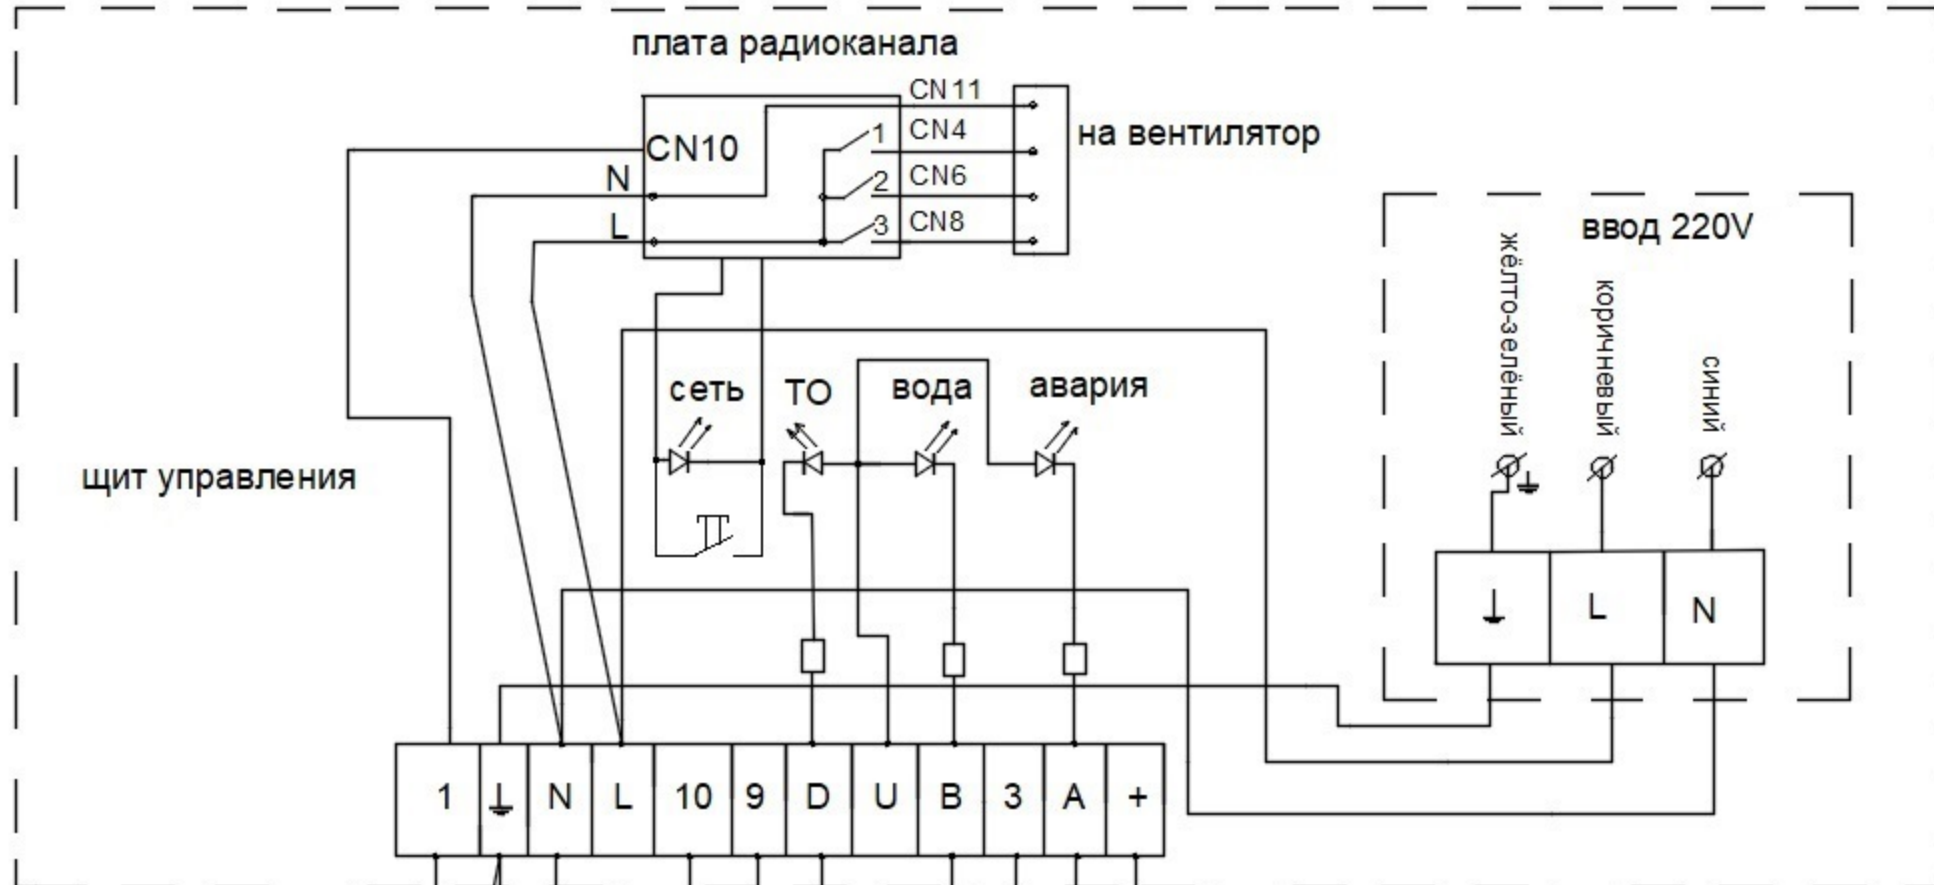 плата радиоканала
CN11
CN10
1
CN4
на вентилятор
N
2
CN6
L
3
CN8
ввод 220V
жёлто-зелёный
коричневый
синий
сеть
ТО
вода
авария
щит управления
L
N
1
N
L
10
9
D
U
B
3
A
+